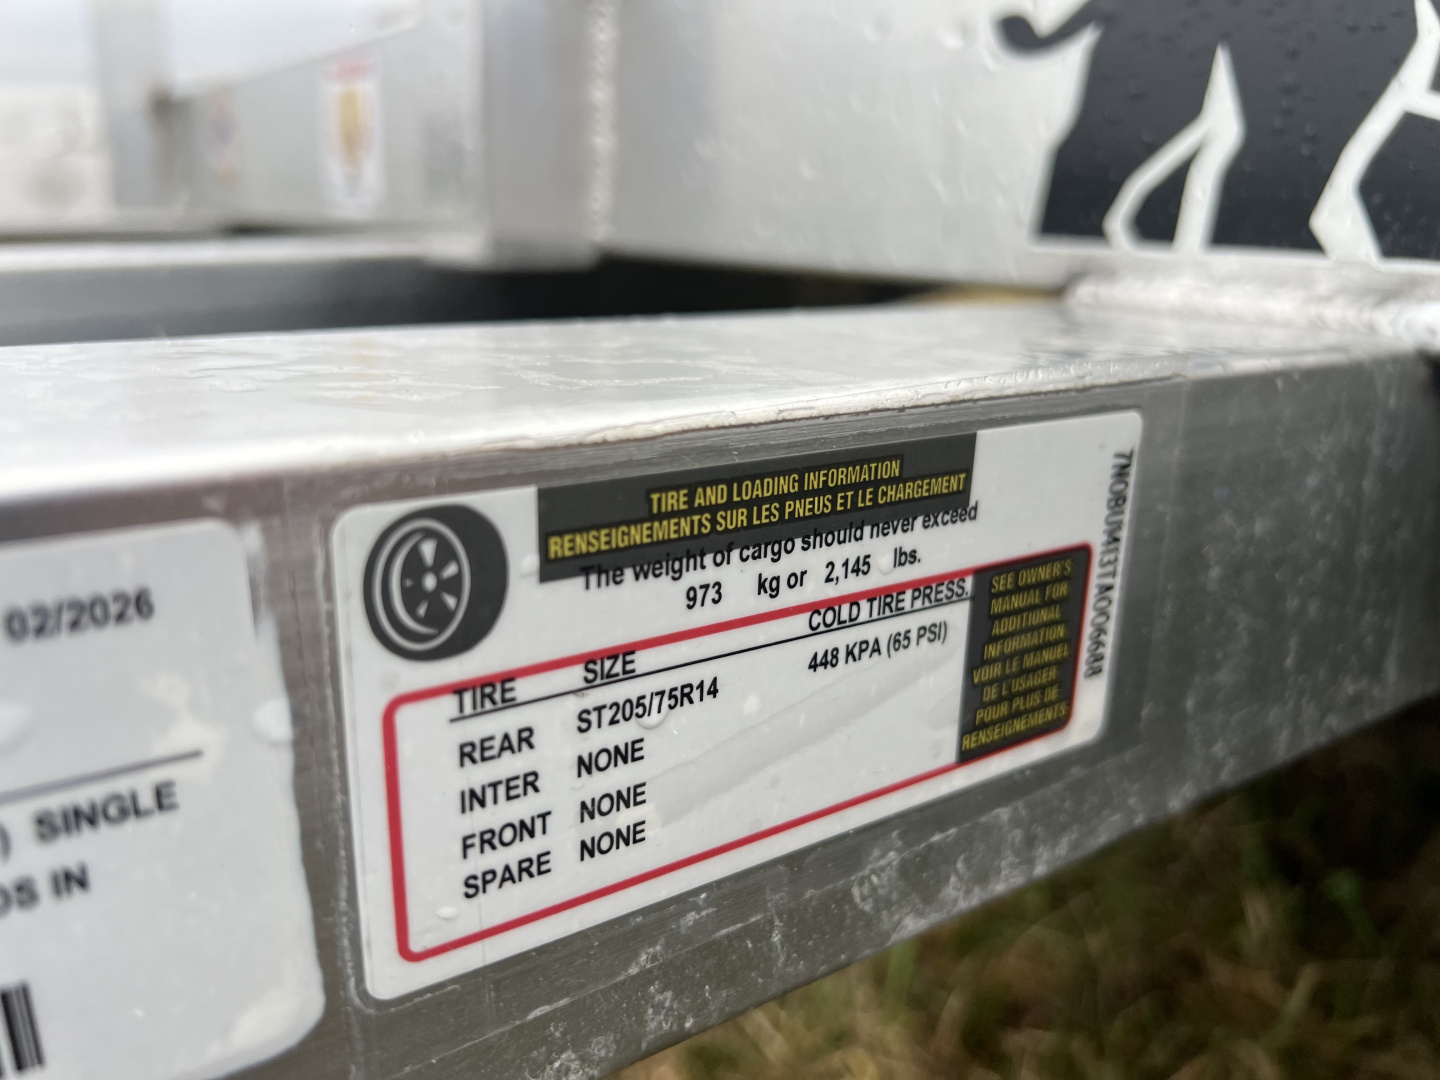 02/2026
SINGLE
IN
TIRE AND LOADING INFORMATION
RENSEIGNEMENTS SUR LES PNEUS ET LE CHARGEMENT
The weight of cargo should never exceed
973 kg or 2,145 lbs.
TIRE SIZE COLD TIRE PRESS.
REAR ST205/75R14 448 KPA (65 PSI)
INTER NONE
FRONT NONE
SPARE NONE
SEE OWNER'S
MANUAL FOR
ADDITIONAL
INFORMATION
VOIR LE MANUEL
DE L'USAGER
POUR PLUS DE
RENSEIGNEMENTS